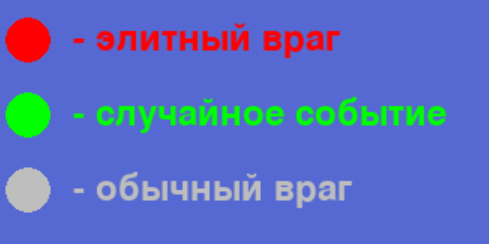 - элитный враг
- случайное событие
- обычный враг